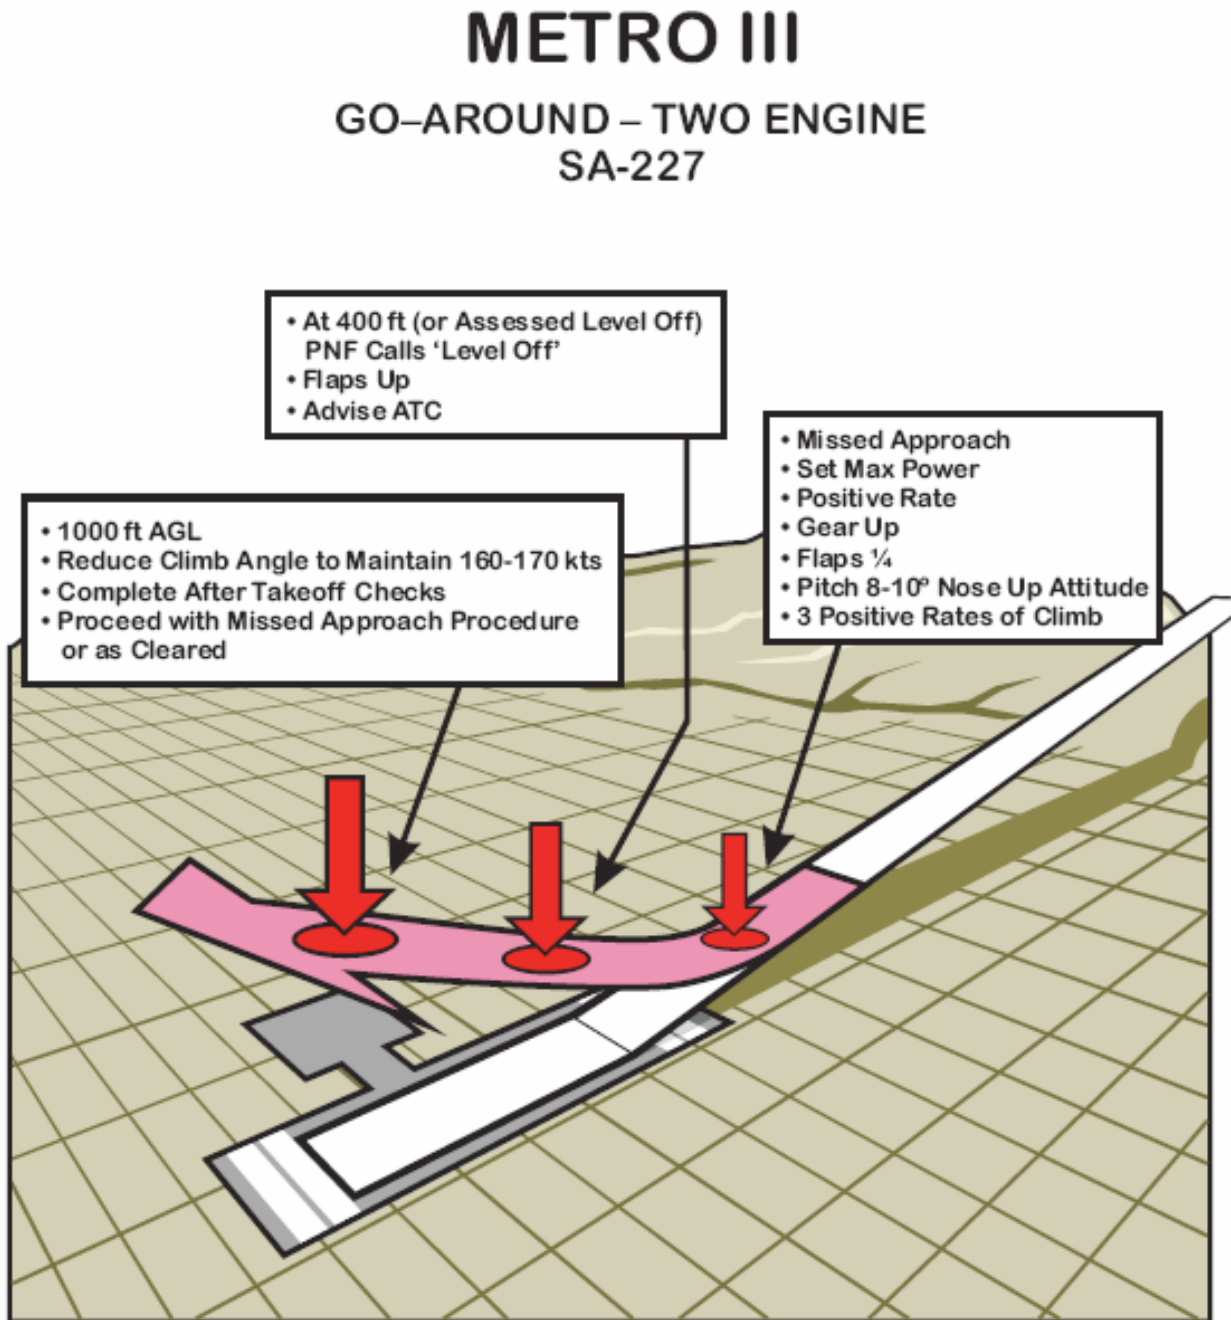 METRO III
GO–AROUND – TWO ENGINE
SA-227
• At 400 ft (or Assessed Level Off)
PNF Calls ‘Level Off’
• Flaps Up
• Advise ATC
• Missed Approach
• Set Max Power
• Positive Rate
• Gear Up
• Flaps ¼
• Pitch 8-10º Nose Up Attitude
• 3 Positive Rates of Climb
• 1000 ft AGL
• Reduce Climb Angle to Maintain 160-170 kts
• Complete After Takeoff Checks
• Proceed with Missed Approach Procedure
or as Cleared